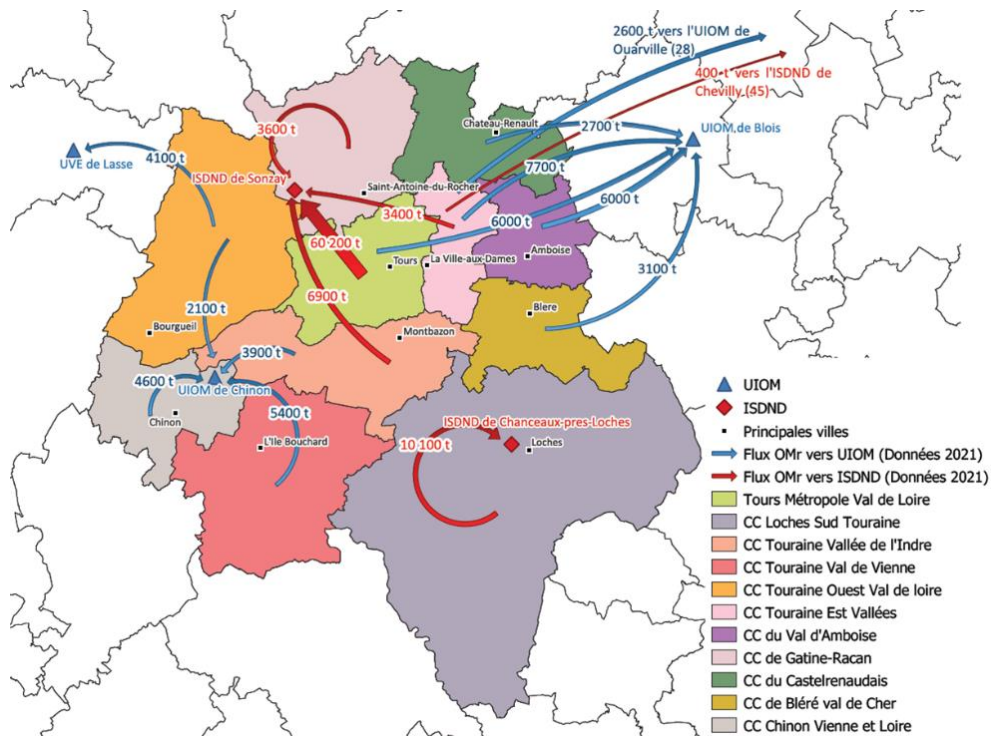 2600 t vers l'UIOM de
Ouarville (28)
400 t vers l'ISDND de
Chevilly (45)
Chateau-Renault
2700 t
UIOM de Blois
3600 t
4100 t
UVE de Lasse
ISDND de Sonzay
7700 t
Saint-Antoine-du-Rocher
3400 t
6000 t
6000 t
60 200 t
Tours
La Ville-aux-Dames
Amboise
3100 t
6900 t
2100 t
Bourgueil
Blere
Montbazon
3900 t
4600 t
UIOM de Chinon
Chinon
5400 t
L'Ile Bouchard
ISDND de Chanceaux-pres-Loches
10 100 t
Loches
UIOM
ISDND
Principales villes
Flux OMr vers UIOM (Données 2021)
Flux OMr vers ISDND (Données 2021)
Tours Métropole Val de Loire
CC Loches Sud Touraine
CC Touraine Vallée de l'Indre
CC Touraine Val de Vienne
CC Touraine Ouest Val de loire
CC Touraine Est Vallées
CC du Val d'Amboise
CC de Gatine-Racan
CC du Castelrenaudais
CC de Bléré val de Cher
CC Chinon Vienne et Loire